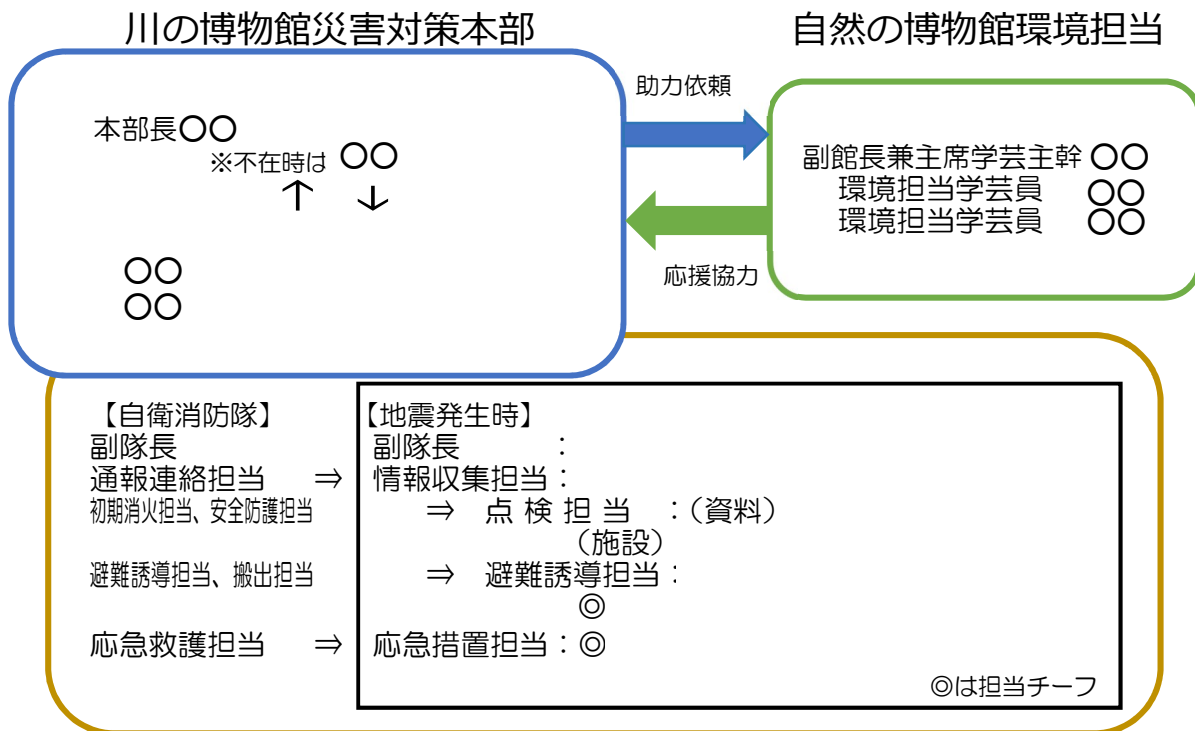 川の博物館災害対策本部
自然の博物館環境担当
本部長〇〇
※不在時は 〇〇
↑ ↓
〇〇
〇〇
助力依頼
応援協力
副館長兼主席学芸主幹 〇〇
環境担当学芸員 〇〇
環境担当学芸員 〇〇
【自衛消防隊】 【地震発生時】
副隊長 副隊長 :
通報連絡担当 ⇒ 情報収集担当:
初期消火担当、安全防護担当 ⇒ 点検担当 :(資料)
(施設)
避難誘導担当、搬出担当 ⇒ 避難誘導担当:
◎
応急救護担当 ⇒ 応急措置担当:◎
◎は担当チーフ